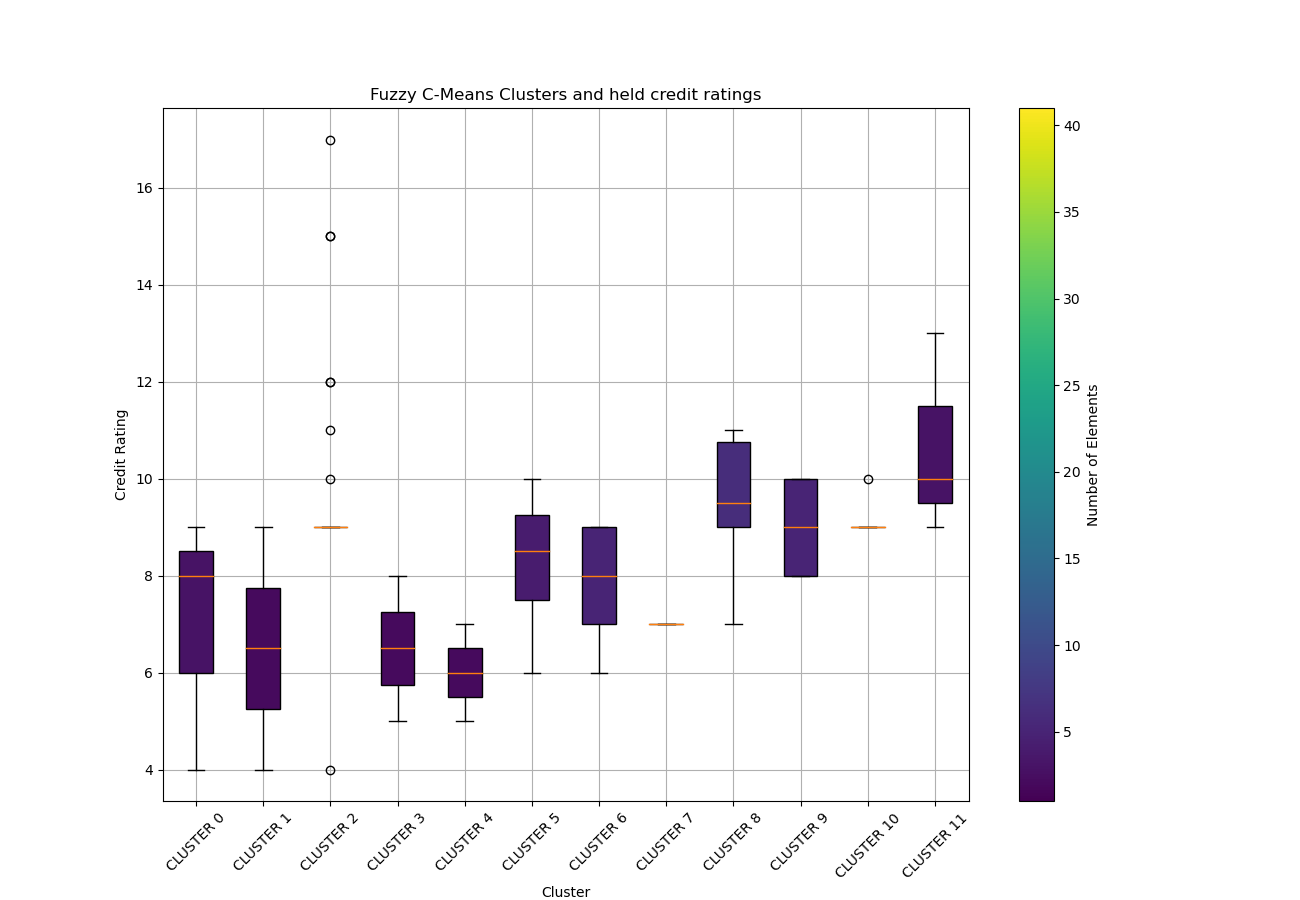 Fuzzy C-Means Clusters and held credit ratings
16
14
12
10
8
6
4
Credit Rating
CLUSTER 0
CLUSTER 1
CLUSTER 2
CLUSTER 3
CLUSTER 4
CLUSTER 5
CLUSTER 6
CLUSTER 7
CLUSTER 8
CLUSTER 9
CLUSTER 10
CLUSTER 11
Cluster
40
35
30
25
20
15
10
5
Number of Elements